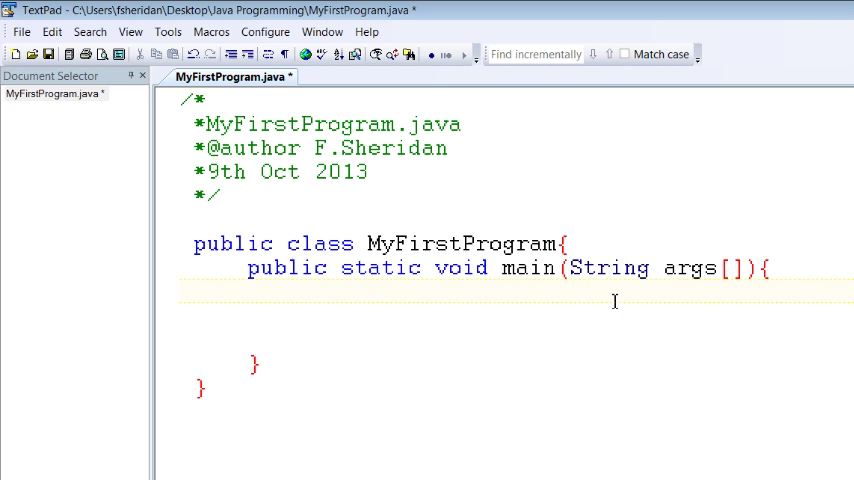 TextPad - C:\Users\fsheridan\Desktop\Java Programming\MyFirstProgram.java *
File Edit Search View Tools Macros Configure Window Help
Find incrementally Match case
Document Selector
MyFirstProgram.java *
MyFirstProgram.java *
/*
*MyFirstProgram.java
*@author F.Sheridan
*9th Oct 2013
*/
public class MyFirstProgram{
public static void main(String args[]){
}
}